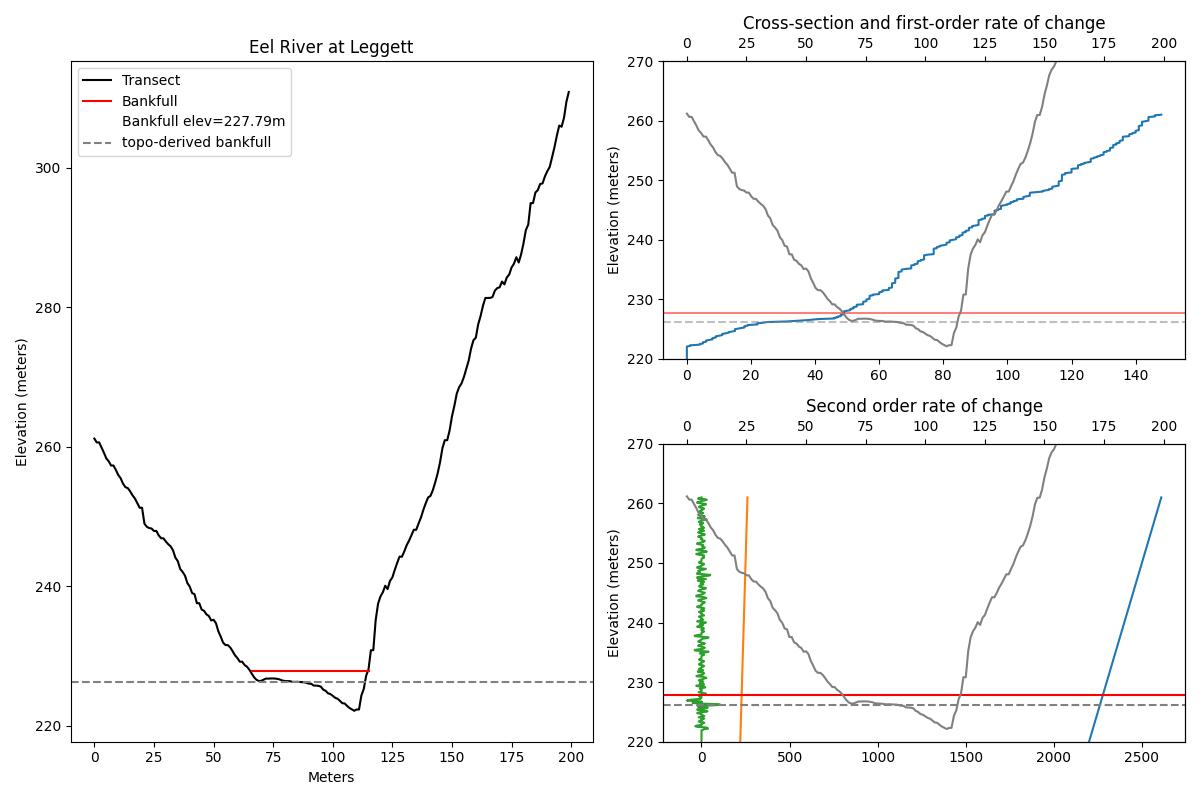 Eel River at Leggett
Transect
Bankfull
Bankfull elev=227.79m
topo-derived bankfull
Elevation (meters)
300
280
260
240
220
0 25 50 75 100 125 150 175 200
Meters
Cross-section and first-order rate of change
0 25 50 75 100 125 150 175 200
Elevation (meters)
270
260
250
240
230
220
0 20 40 60 80 100 120 140
Second order rate of change
0 25 50 75 100 125 150 175 200
Elevation (meters)
270
260
250
240
230
220
0 500 1000 1500 2000 2500